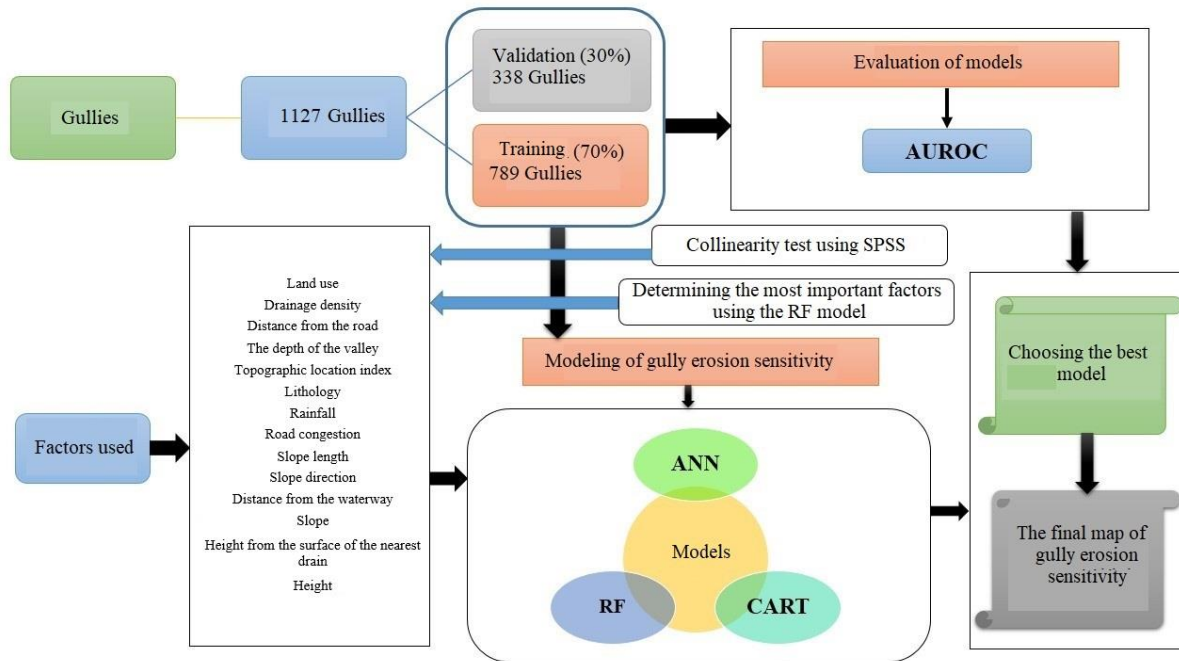 Gullies
1127 Gullies
Validation (30%)
338 Gullies
Training (70%)
789 Gullies
Evaluation of models
AUROC
Collinearity test using SPSS
Determining the most important factors
using the RF model
Land use
Drainage density
Distance from the road
The depth of the valley
Topographic location index
Lithology
Rainfall
Road congestion
Slope length
Slope direction
Distance from the waterway
Slope
Height from the surface of the nearest
drain
Height
Factors used
Modeling of gully erosion sensitivity
ANN
Models
RF
CART
Choosing the best
model
The final map of
gully erosion
sensitivity